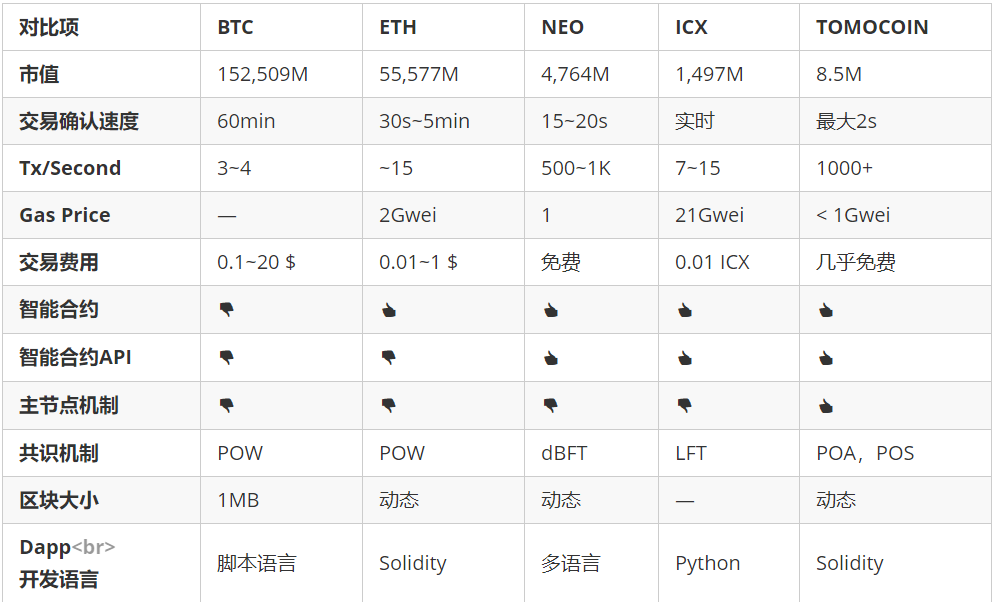 对比项 BTC ETH NEO ICX TOMOCOIN
市值 152,509M 55,577M 4,764M 1,497M 8.5M
交易确认速度 60min 30s~5min 15~20s 实时 最大2s
Tx/Second 3~4 ~15 500~1K 7~15 1000+
Gas Price — 2Gwei 1 21Gwei < 1Gwei
交易费用 0.1~20 $ 0.01~1 $ 免费 0.01 ICX 几乎免费
智能合约 👎 👍 👍 👍 👍
智能合约API 👎 👎 👍 👍 👍
主节点机制 👎 👎 👎 👎 👍
共识机制 POW POW dBFT LFT POA，POS
区块大小 1MB 动态 动态 — 动态
Dapp<br>
开发语言 脚本语言 Solidity 多语言 Python Solidity